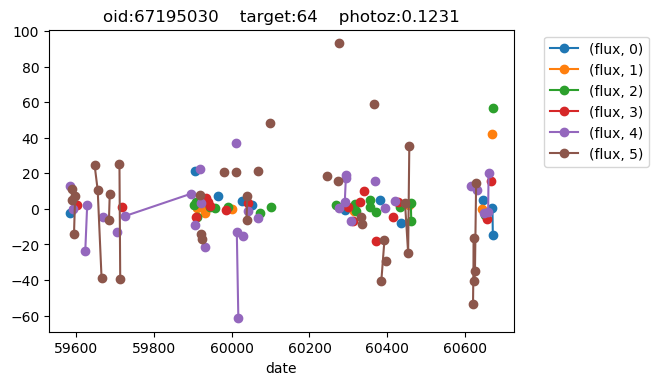 oid:67195030 target:64 photoz:0.1231
100
80
60
40
20
0
−20
−40
−60
59600
59800
60000
60200
60400
60600
date
(flux, 0)
(flux, 1)
(flux, 2)
(flux, 3)
(flux, 4)
(flux, 5)